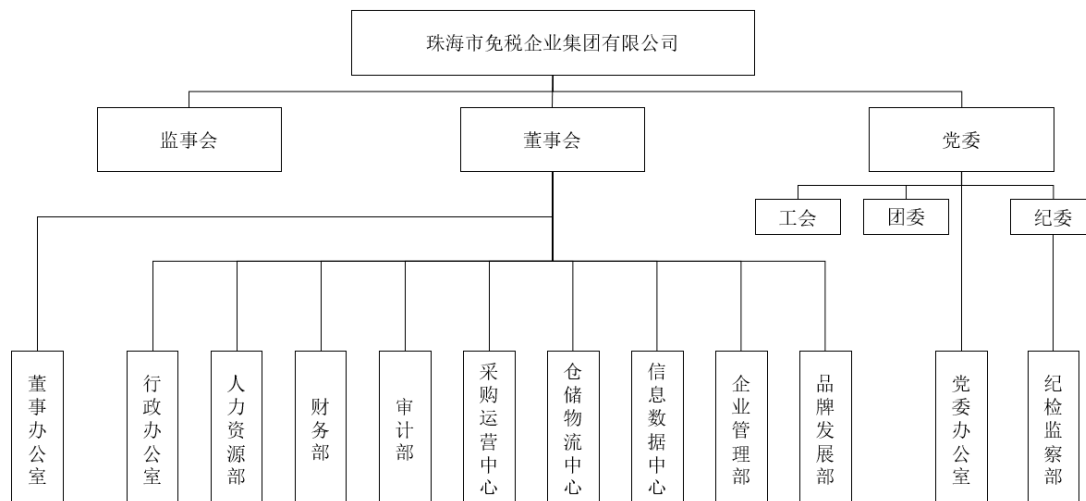 珠海市免税企业集团有限公司
监事会
董事会
党委
工会
团委
纪委
董事办公室
行政办公室
人力资源部
财务部
审计部
采购运营中心
仓储物流中心
信息数据中心
企业管理部
品牌发展部
党委办公室
纪检监察部